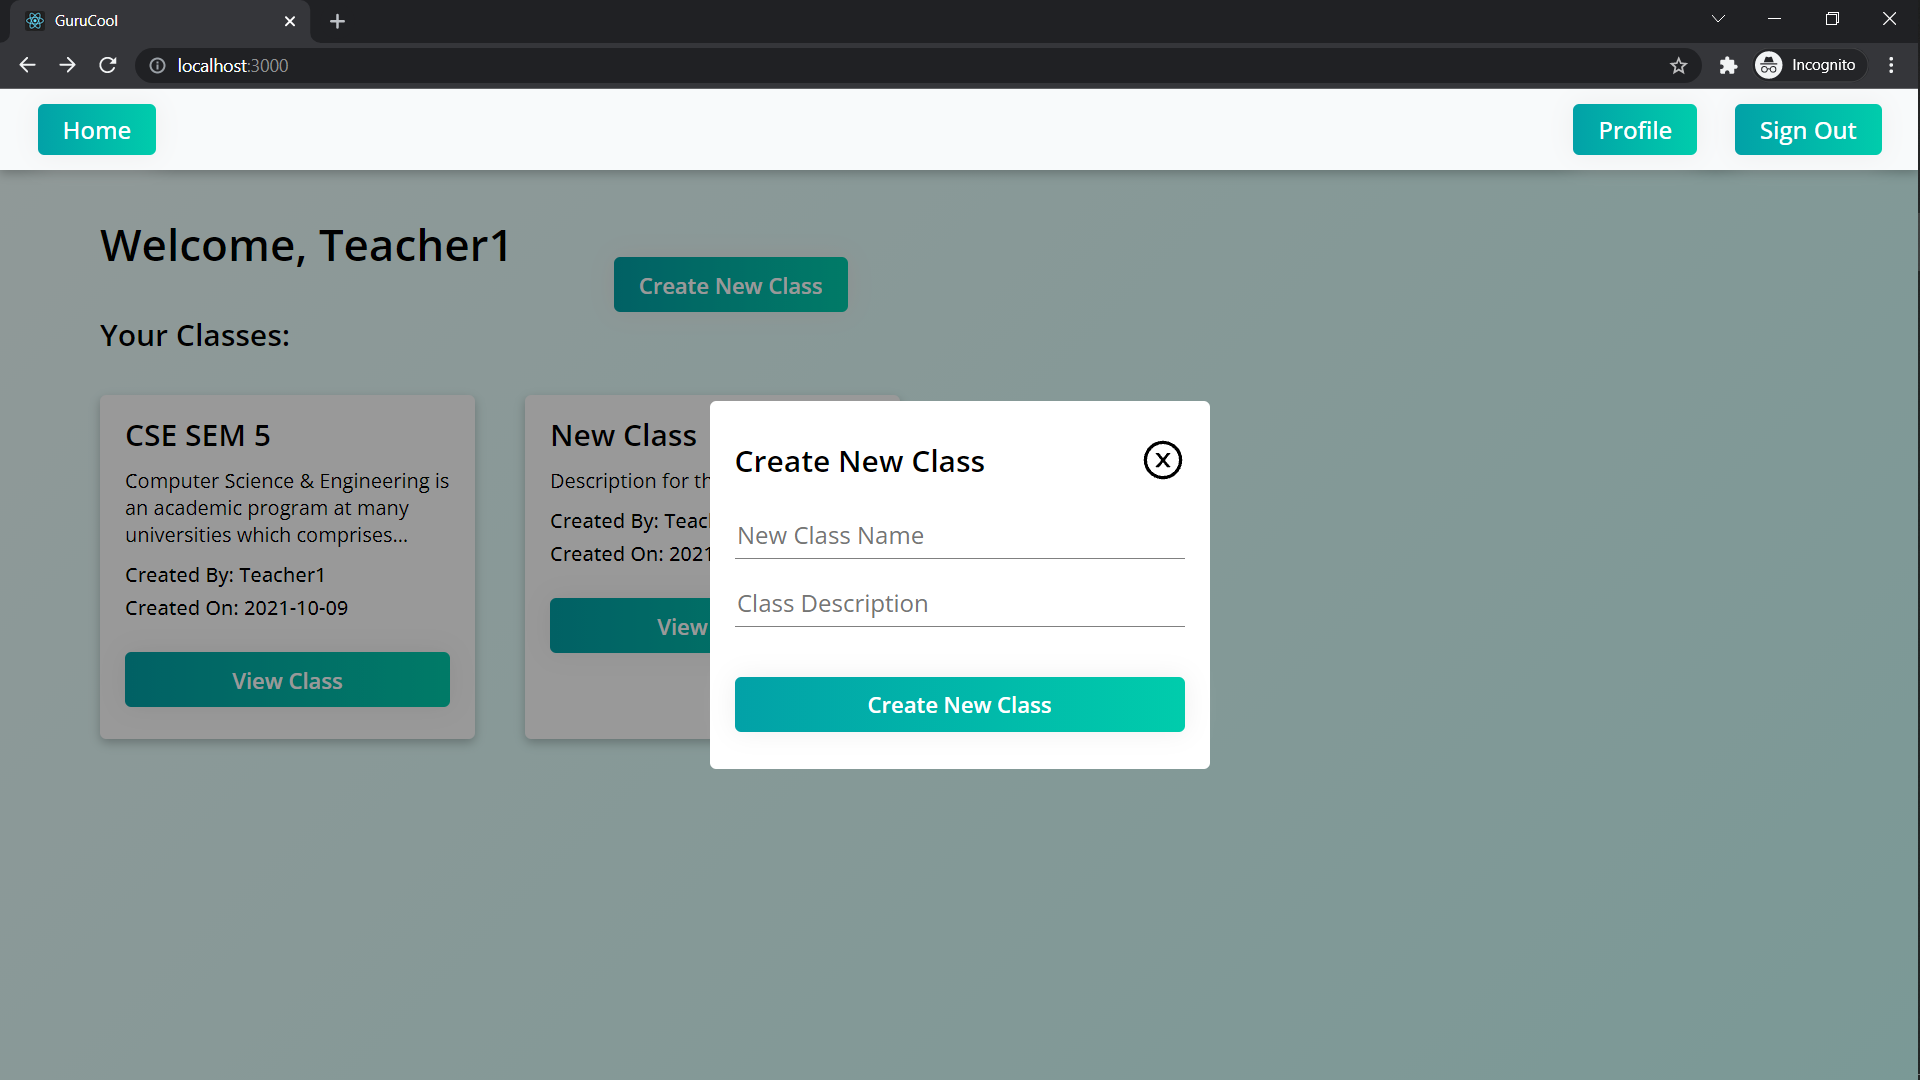 GuruCool
localhost:3000
Incognito
Home
Profile
Sign Out
Welcome, Teacher1
Create New Class
Your Classes:
CSE SEM 5
Computer Science & Engineering is
an academic program at many
universities which comprises...
Created By: Teacher1
Created On: 2021-10-09
View Class
New Class
Description for
Created By:
Created On: 2021
View
Create New Class
New Class Name
Class Description
Create New Class